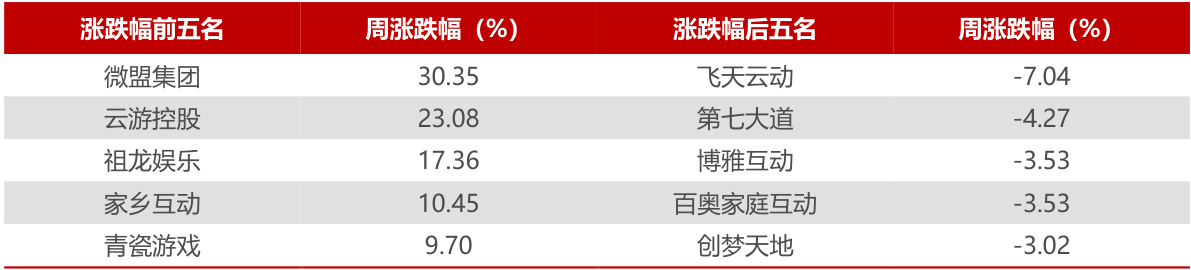 涨跌幅前五名 周涨跌幅（%） 涨跌幅后五名 周涨跌幅（%）
微盟集团 30.35 飞天云动 -7.04
云游控股 23.08 第七大道 -4.27
祖龙娱乐 17.36 博雅互动 -3.53
家乡互动 10.45 百奥家庭互动 -3.53
青瓷游戏 9.70 创梦天地 -3.02